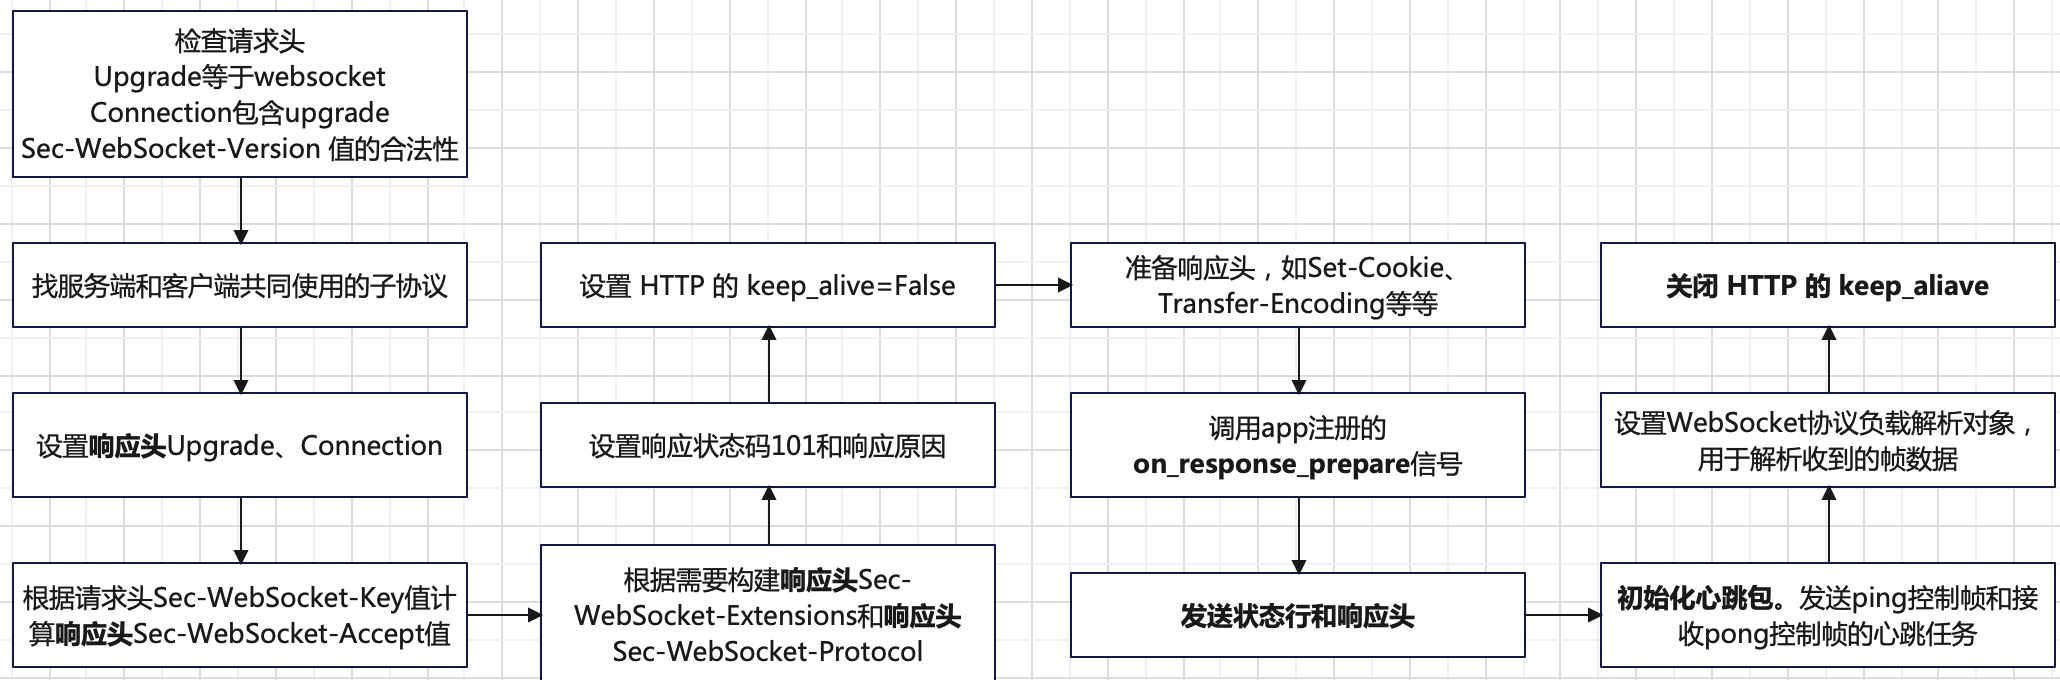 检查请求头
Upgrade等于websocket
Connection包含upgrade
Sec-WebSocket-Version 值的合法性
找服务端和客户端共同使用的子协议
设置响应头Upgrade、Connection
根据请求头Sec-WebSocket-Key值计
算响应头Sec-WebSocket-Accept值
根据需要构建响应头Sec-
WebSocket-Extensions和响应头
Sec-WebSocket-Protocol
设置响应状态码101和响应原因
设置 HTTP 的 keep_alive=False
准备响应头，如Set-Cookie、
Transfer-Encoding等等
调用app注册的
on_response_prepare信号
发送状态行和响应头
初始化心跳包。发送ping控制帧和接
收pong控制帧的心跳任务
设置WebSocket协议负载解析对象，
用于解析收到的帧数据
关闭 HTTP 的 keep_aliave